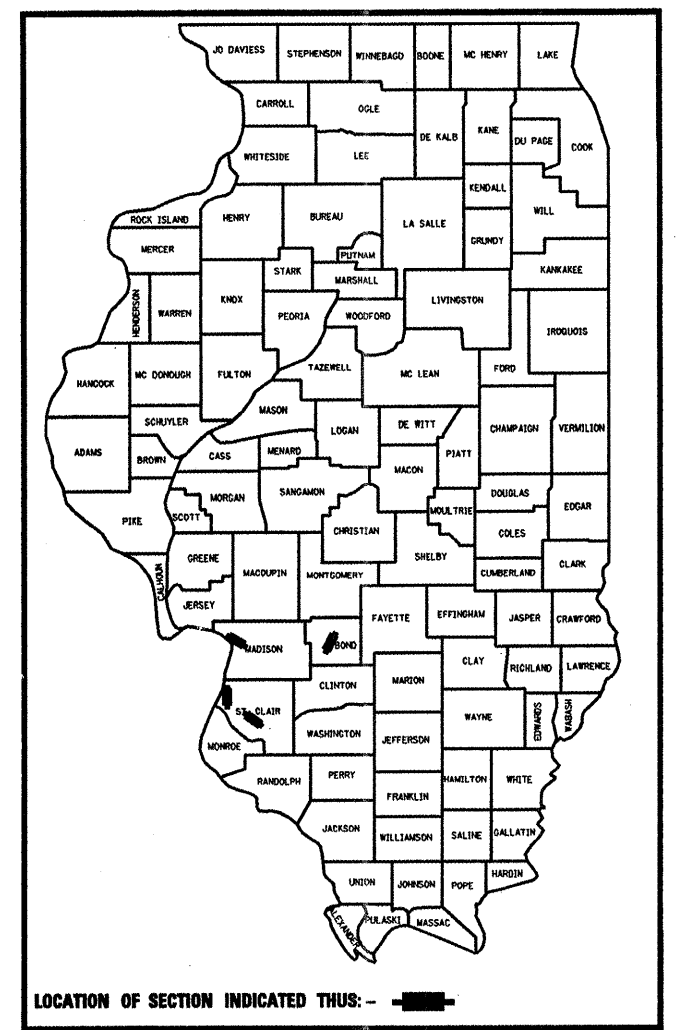 JO DAVIESS
STEPHENSON
WINNEBAGO
BOONE
MC HENRY
LAKE
CARROLL
OGLE
DE KALB
KANE
DU PAGE
COOK
WHITESIDE
LEE
KENDALL
ROCK ISLAND
HENRY
BUREAU
LA SALLE
WILL
MERCER
PUTNAM
GRUNDY
STARK
MARSHALL
KANKAKEE
HENDERSON
WARREN
KNOX
PEORIA
WOODFORD
LIVINGSTON
IROQUOIS
HANCOCK
MC DONOUGH
FULTON
TAZEWELL
MC LEAN
FORD
SCHUYLER
MASON
LOGAN
DE WITT
CHAMPAIGN
VERMILION
ADAMS
BROWN
CASS
MENARD
MACON
PIATT
PIKE
SCOTT
MORGAN
SANGAMON
CHRISTIAN
MOULTRIE
DOUGLAS
EDGAR
COLES
CALHOUN
GREENE
MACOUPIN
MONTGOMERY
SHELBY
CUMBERLAND
CLARK
JERSEY
FAYETTE
EFFINGHAM
JASPER
CRAWFORD
MADISON
BOND
CLAY
RICHLAND
LAWRENCE
CLINTON
MARION
ST. CLAIR
WASHINGTON
JEFFERSON
WAYNE
EDWARDS
WABASH
MONROE
RANDOLPH
PERRY
FRANKLIN
HAMILTON
WHITE
JACKSON
WILLIAMSON
SALINE
GALLATIN
UNION
JOHNSON
POPE
HARDIN
ALEXANDER
PULASKI
MASSAC
LOCATION OF SECTION INDICATED THUS: –